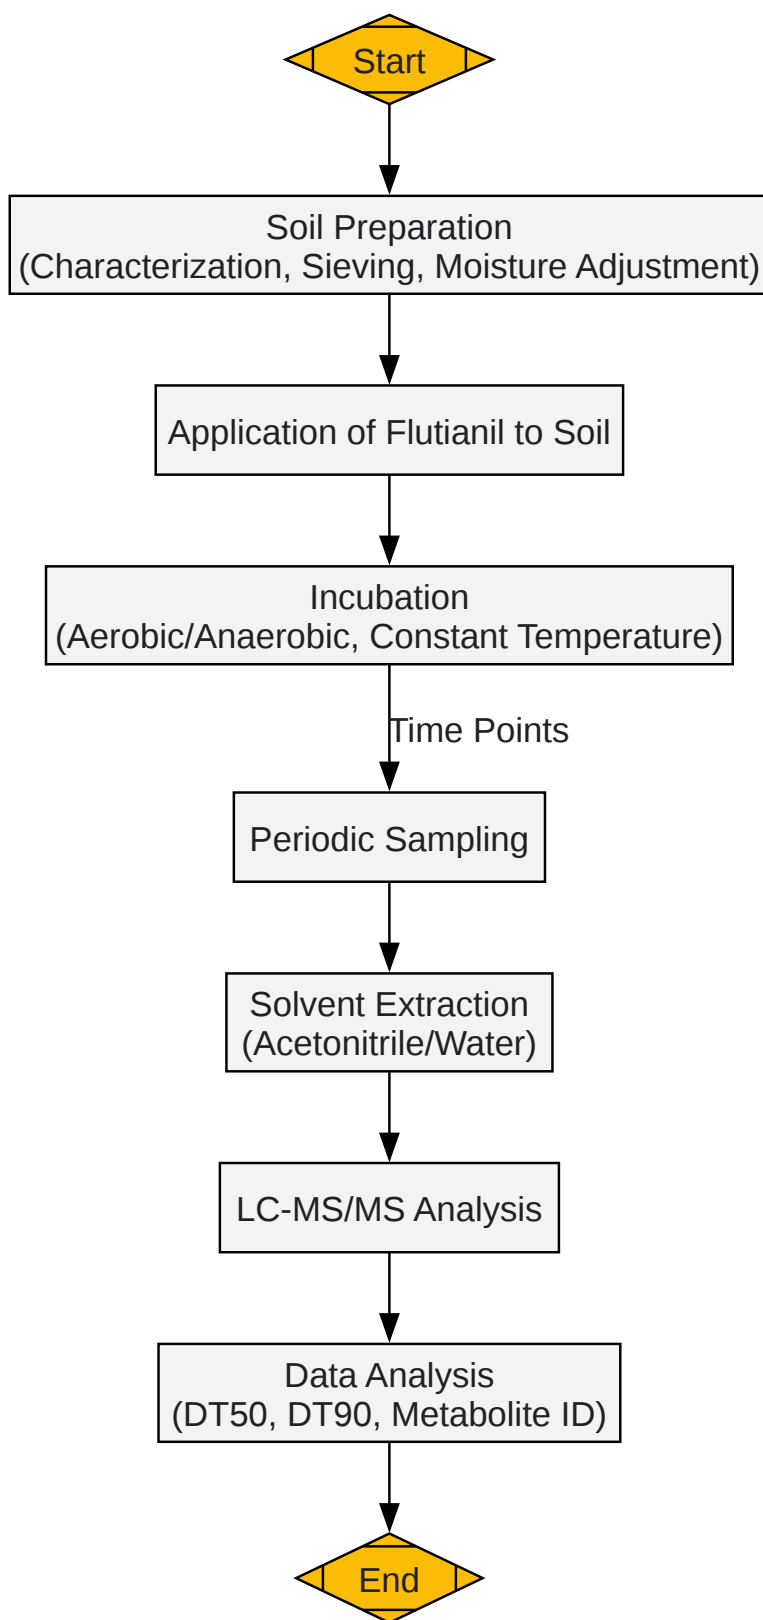 Start
Soil Preparation
(Characterization, Sieving, Moisture Adjustment)
Application of Flutianil to Soil
Incubation
(Aerobic/Anaerobic, Constant Temperature)
Time Points
Periodic Sampling
Solvent Extraction
(Acetonitrile/Water)
LC-MS/MS Analysis
Data Analysis
(DT50, DT90, Metabolite ID)
End